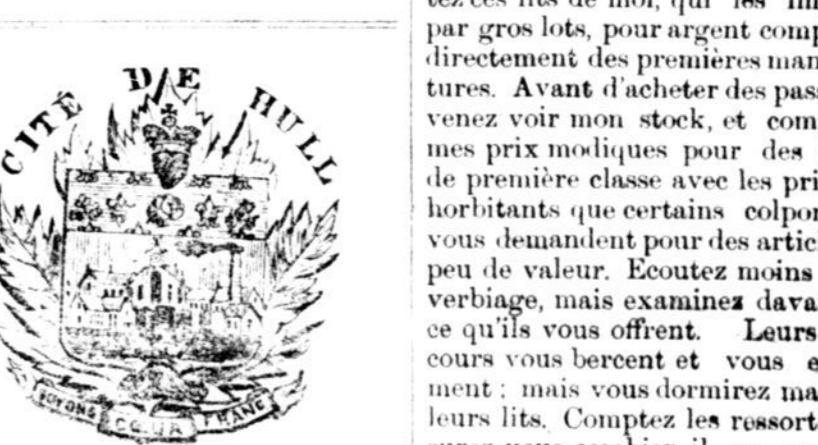 CITÉ DE HULL
SOYONS FRANC
par gros lots, pour argent comp
directement des premières man
tures. Avant d'acheter des pass
venez voir mon stock, et com
mes prix modiques pour des
de première classe avec les pri
horbitants que certains colpor
vous demandent pour des artic
peu de valeur. Ecoutez moins
verbiage, mais examinez dava
ce qu'ils vous offrent. Leurs
cours vous bercent et vous e
ment : mais vous dormirez ma
leurs lits. Comptez les ressort